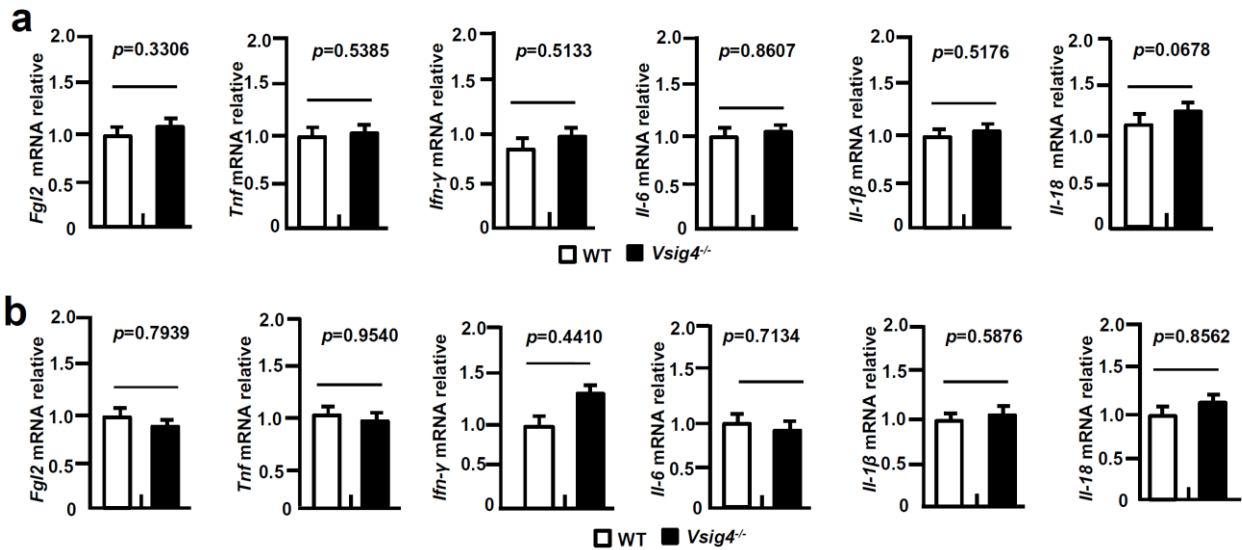 a
Fgl2 mRNA relative
2.0
1.5
1.0
0.5
0
p=0.3306
Tnf mRNA relative
2.0
1.5
1.0
0.5
0
p=0.5385
Ifn-γ mRNA relative
2.0
1.5
1.0
0.5
0
p=0.5133
Il-6 mRNA relative
2.0
1.5
1.0
0.5
0
p=0.8607
Il-1β mRNA relative
2.0
1.5
1.0
0.5
0
p=0.5176
Il-18 mRNA relative
2.0
1.5
1.0
0.5
0
p=0.0678
WT Vsig4-/-
b
Fgl2 mRNA relative
2.0
1.5
1.0
0.5
0
p=0.7939
Tnf mRNA relative
2.0
1.5
1.0
0.5
0
p=0.9540
Ifn-γ mRNA relative
2.0
1.5
1.0
0.5
0
p=0.4410
Il-6 mRNA relative
2.0
1.5
1.0
0.5
0
p=0.7134
Il-1β mRNA relative
2.0
1.5
1.0
0.5
0
p=0.5876
Il-18 mRNA relative
2.0
1.5
1.0
0.5
0
p=0.8562
WT Vsig4-/-